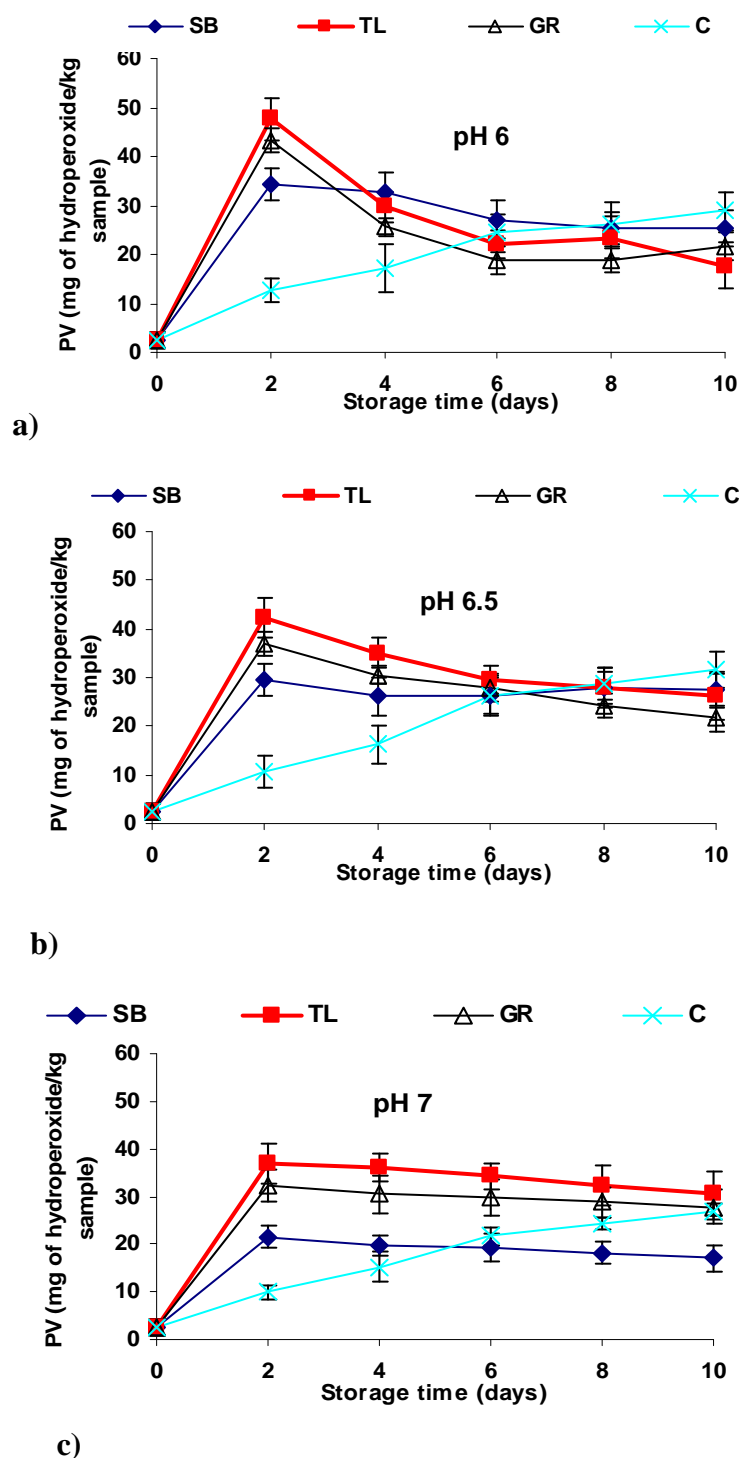 SB TL GR C
60
50
40
30
20
10
0
PV (mg of hydroperoxide/kg
sample)
pH 6
0 2 4 6 8 10
Storage time (days)
a)
SB TL GR C
60
50
40
30
20
10
0
PV (mg of hydroperoxide/kg
sample)
pH 6.5
0 2 4 6 8 10
Storage time (days)
b)
SB TL GR C
60
50
40
30
20
10
0
PV (mg of hydroperoxide/kg
sample)
pH 7
0 2 4 6 8 10
Storage time (days)
c)